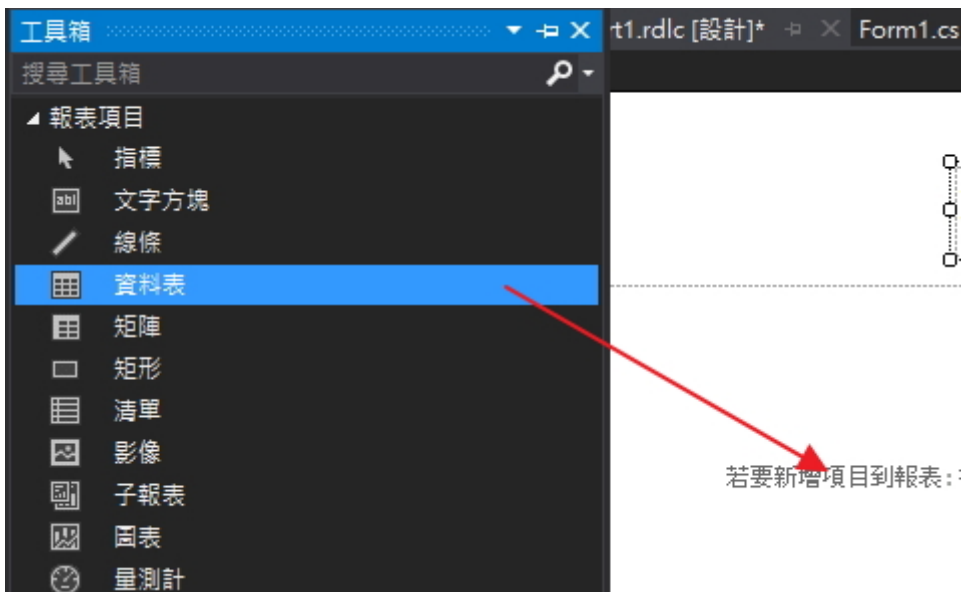 工具箱
rt1.rdlc [設計]*
Form1.cs
搜尋工具箱
報表項目
指標
文字方塊
線條
資料表
矩陣
矩形
清單
影像
子報表
圖表
量測計
若要新增項目到報表: